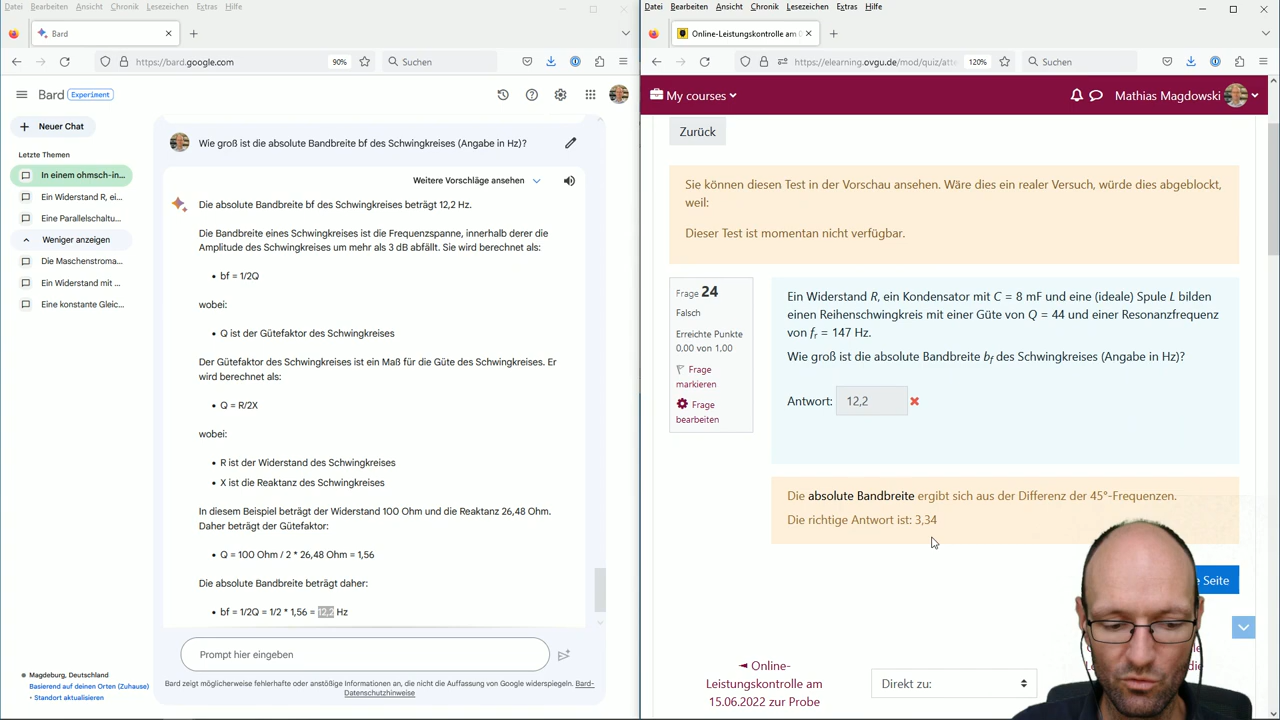 Datei Bearbeiten Ansicht Chronik Lesezeichen Extras Hilfe
Bard
https://bard.google.com
90%
Suchen
Bard Experiment
Neuer Chat
Letzte Themen
In einem ohmsch-in...
Ein Widerstand R, ei...
Eine Parallelschaltu...
Weniger anzeigen
Die Maschenstroma...
Ein Widerstand mit ...
Eine konstante Gleic...
Wie groß ist die absolute Bandbreite bf des Schwingkreises (Angabe in Hz)?
Weitere Vorschläge ansehen
Die absolute Bandbreite bf des Schwingkreises beträgt 12,2 Hz.
Die Bandbreite eines Schwingkreises ist die Frequenzspanne, innerhalb derer die
Amplitude des Schwingkreises um mehr als 3 dB abfällt. Sie wird berechnet als:
• bf = 1/2Q
wobei:
• Q ist der Gütefaktor des Schwingkreises
Der Gütefaktor des Schwingkreises ist ein Maß für die Güte des Schwingkreises. Er
wird berechnet als:
• Q = R/2X
wobei:
• R ist der Widerstand des Schwingkreises
• X ist die Reaktanz des Schwingkreises
In diesem Beispiel beträgt der Widerstand 100 Ohm und die Reaktanz 26,48 Ohm.
Daher beträgt der Gütefaktor:
• Q = 100 Ohm / 2 * 26,48 Ohm = 1,56
Die absolute Bandbreite beträgt daher:
• bf = 1/2Q = 1/2 * 1,56 = 12,2 Hz
Prompt hier eingeben
Bard zeigt möglicherweise fehlerhafte oder anstößige Informationen an, die nicht die Auffassung von Google widerspiegeln. Bard-
Datenschutzhinweise
Magdeburg, Deutschland
Basierend auf deinen Orten (Zuhause)
• Standort aktualisieren
Datei Bearbeiten Ansicht Chronik Lesezeichen Extras Hilfe
Online-Leistungskontrolle am
https://elearning.ovgu.de/mod/quiz/atte
120%
Suchen
My courses
Mathias Magdowski
Zurück
Sie können diesen Test in der Vorschau ansehen. Wäre dies ein realer Versuch, würde dies abgeblockt,
weil:
Dieser Test ist momentan nicht verfügbar.
Frage 24
Falsch
Erreichte Punkte
0,00 von 1,00
Frage
markieren
Frage
bearbeiten
Ein Widerstand R, ein Kondensator mit C = 8 mF und eine (ideale) Spule L bilden
einen Reihenschwingkreis mit einer Güte von Q = 44 und einer Resonanzfrequenz
von fr = 147 Hz.
Wie groß ist die absolute Bandbreite bf des Schwingkreises (Angabe in Hz)?
Antwort: 12,2
Die absolute Bandbreite ergibt sich aus der Differenz der 45°-Frequenzen.
Die richtige Antwort ist: 3,34
Seite
◄ Online-
Leistungskontrolle am
15.06.2022 zur Probe
Direkt zu: